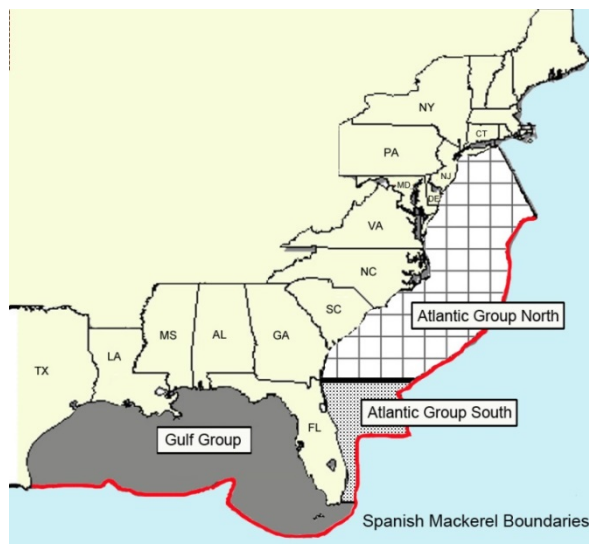 NY
CT
PA
NJ
MD
DE
VA
NC
SC
Atlantic Group North
MS
AL
GA
LA
TX
Atlantic Group South
FL
Gulf Group
Spanish Mackerel Boundaries